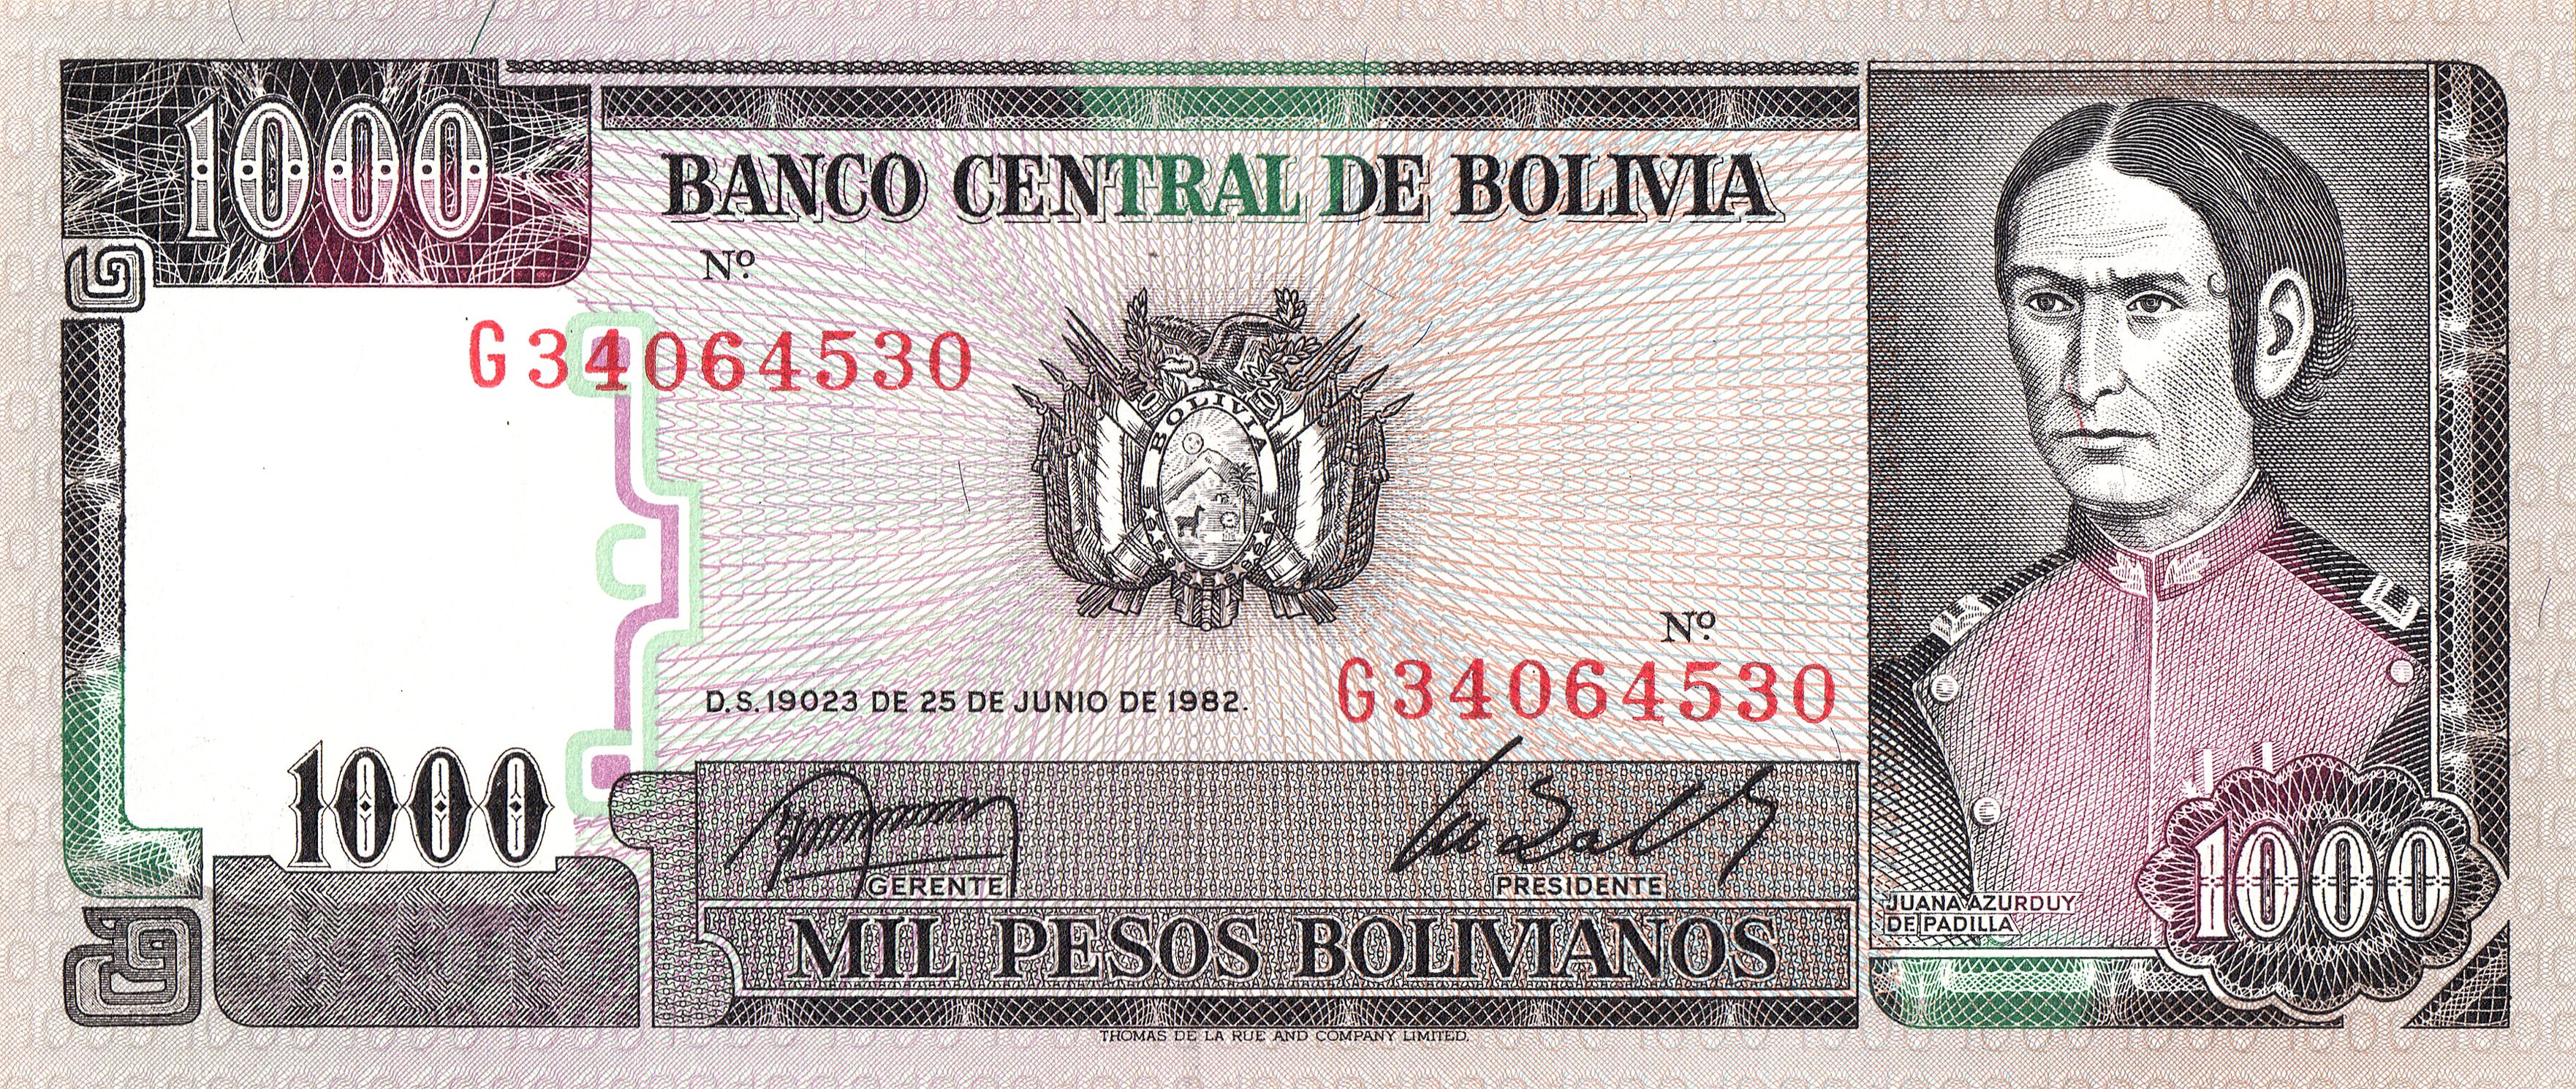 1000
BANCO CENTRAL DE BOLIVIA
Nº
G34064530
BOLIVIA
Nº
G34064530
D.S. 19023 DE 25 DE JUNIO DE 1982.
1000
GERENTE
PRESIDENTE
MIL PESOS BOLIVIANOS
JUANA AZURDUY
DE PADILLA
1000
THOMAS DE LA RUE AND COMPANY LIMITED.